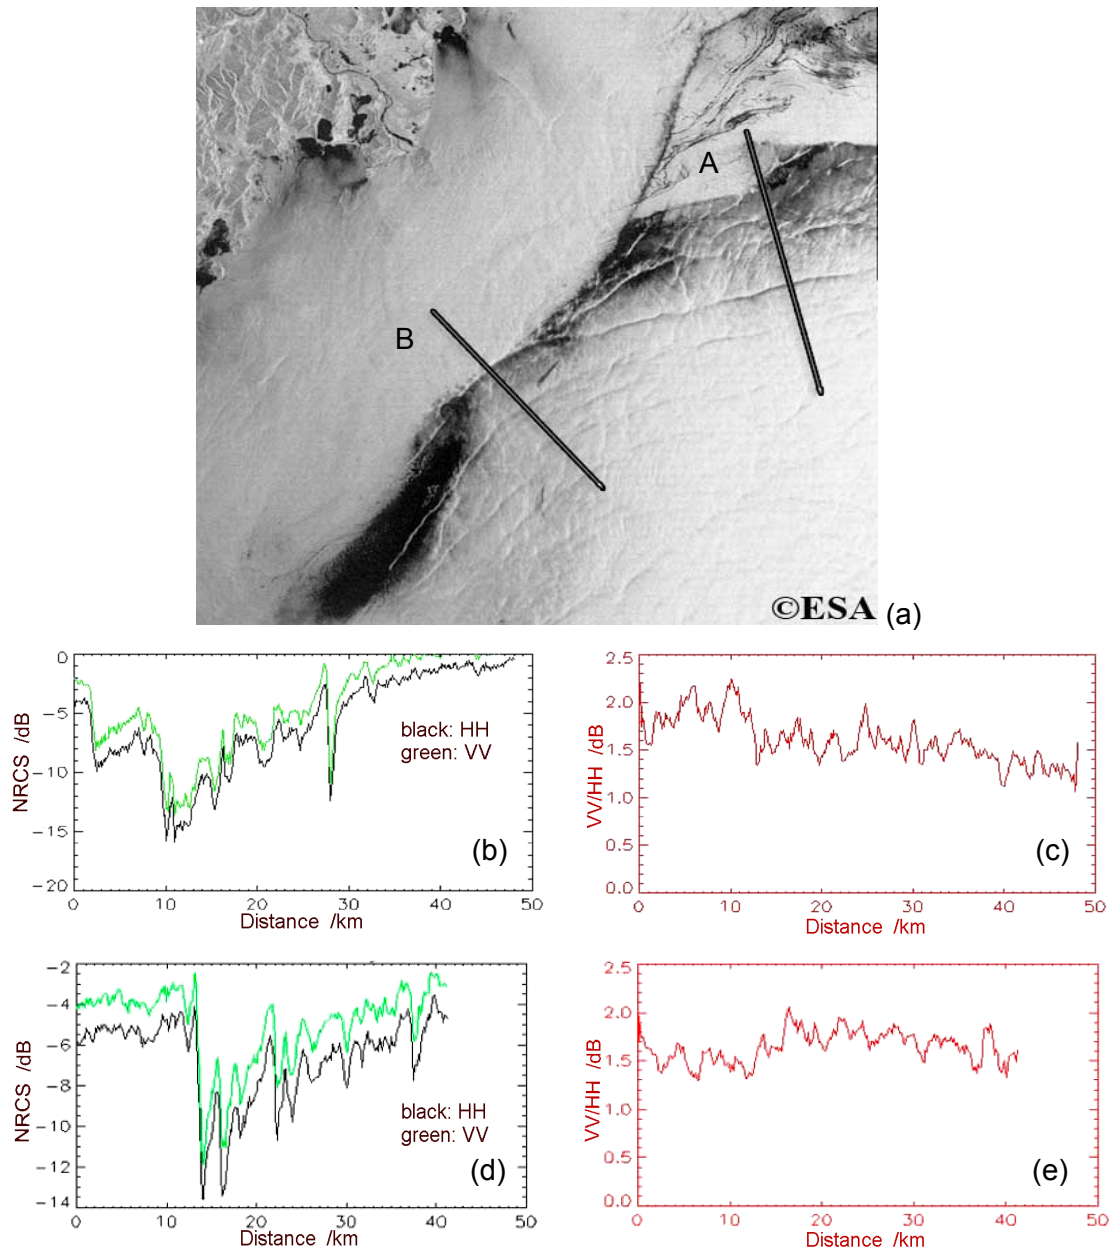 A
B
©ESA (a)
NRCS /dB
0
-5
-10
-15
-20
black: HH
green: VV
(b)
0 10 20 30 40 50
Distance /km
VV/HH /dB
2.5
2.0
1.5
1.0
0.5
0.0
(c)
0 10 20 30 40 50
Distance /km
NRCS /dB
-2
-4
-6
-8
-10
-12
-14
black: HH
green: VV
(d)
0 10 20 30 40 50
Distance /km
VV/HH /dB
2.5
2.0
1.5
1.0
0.5
0.0
(e)
0 10 20 30 40 50
Distance /km